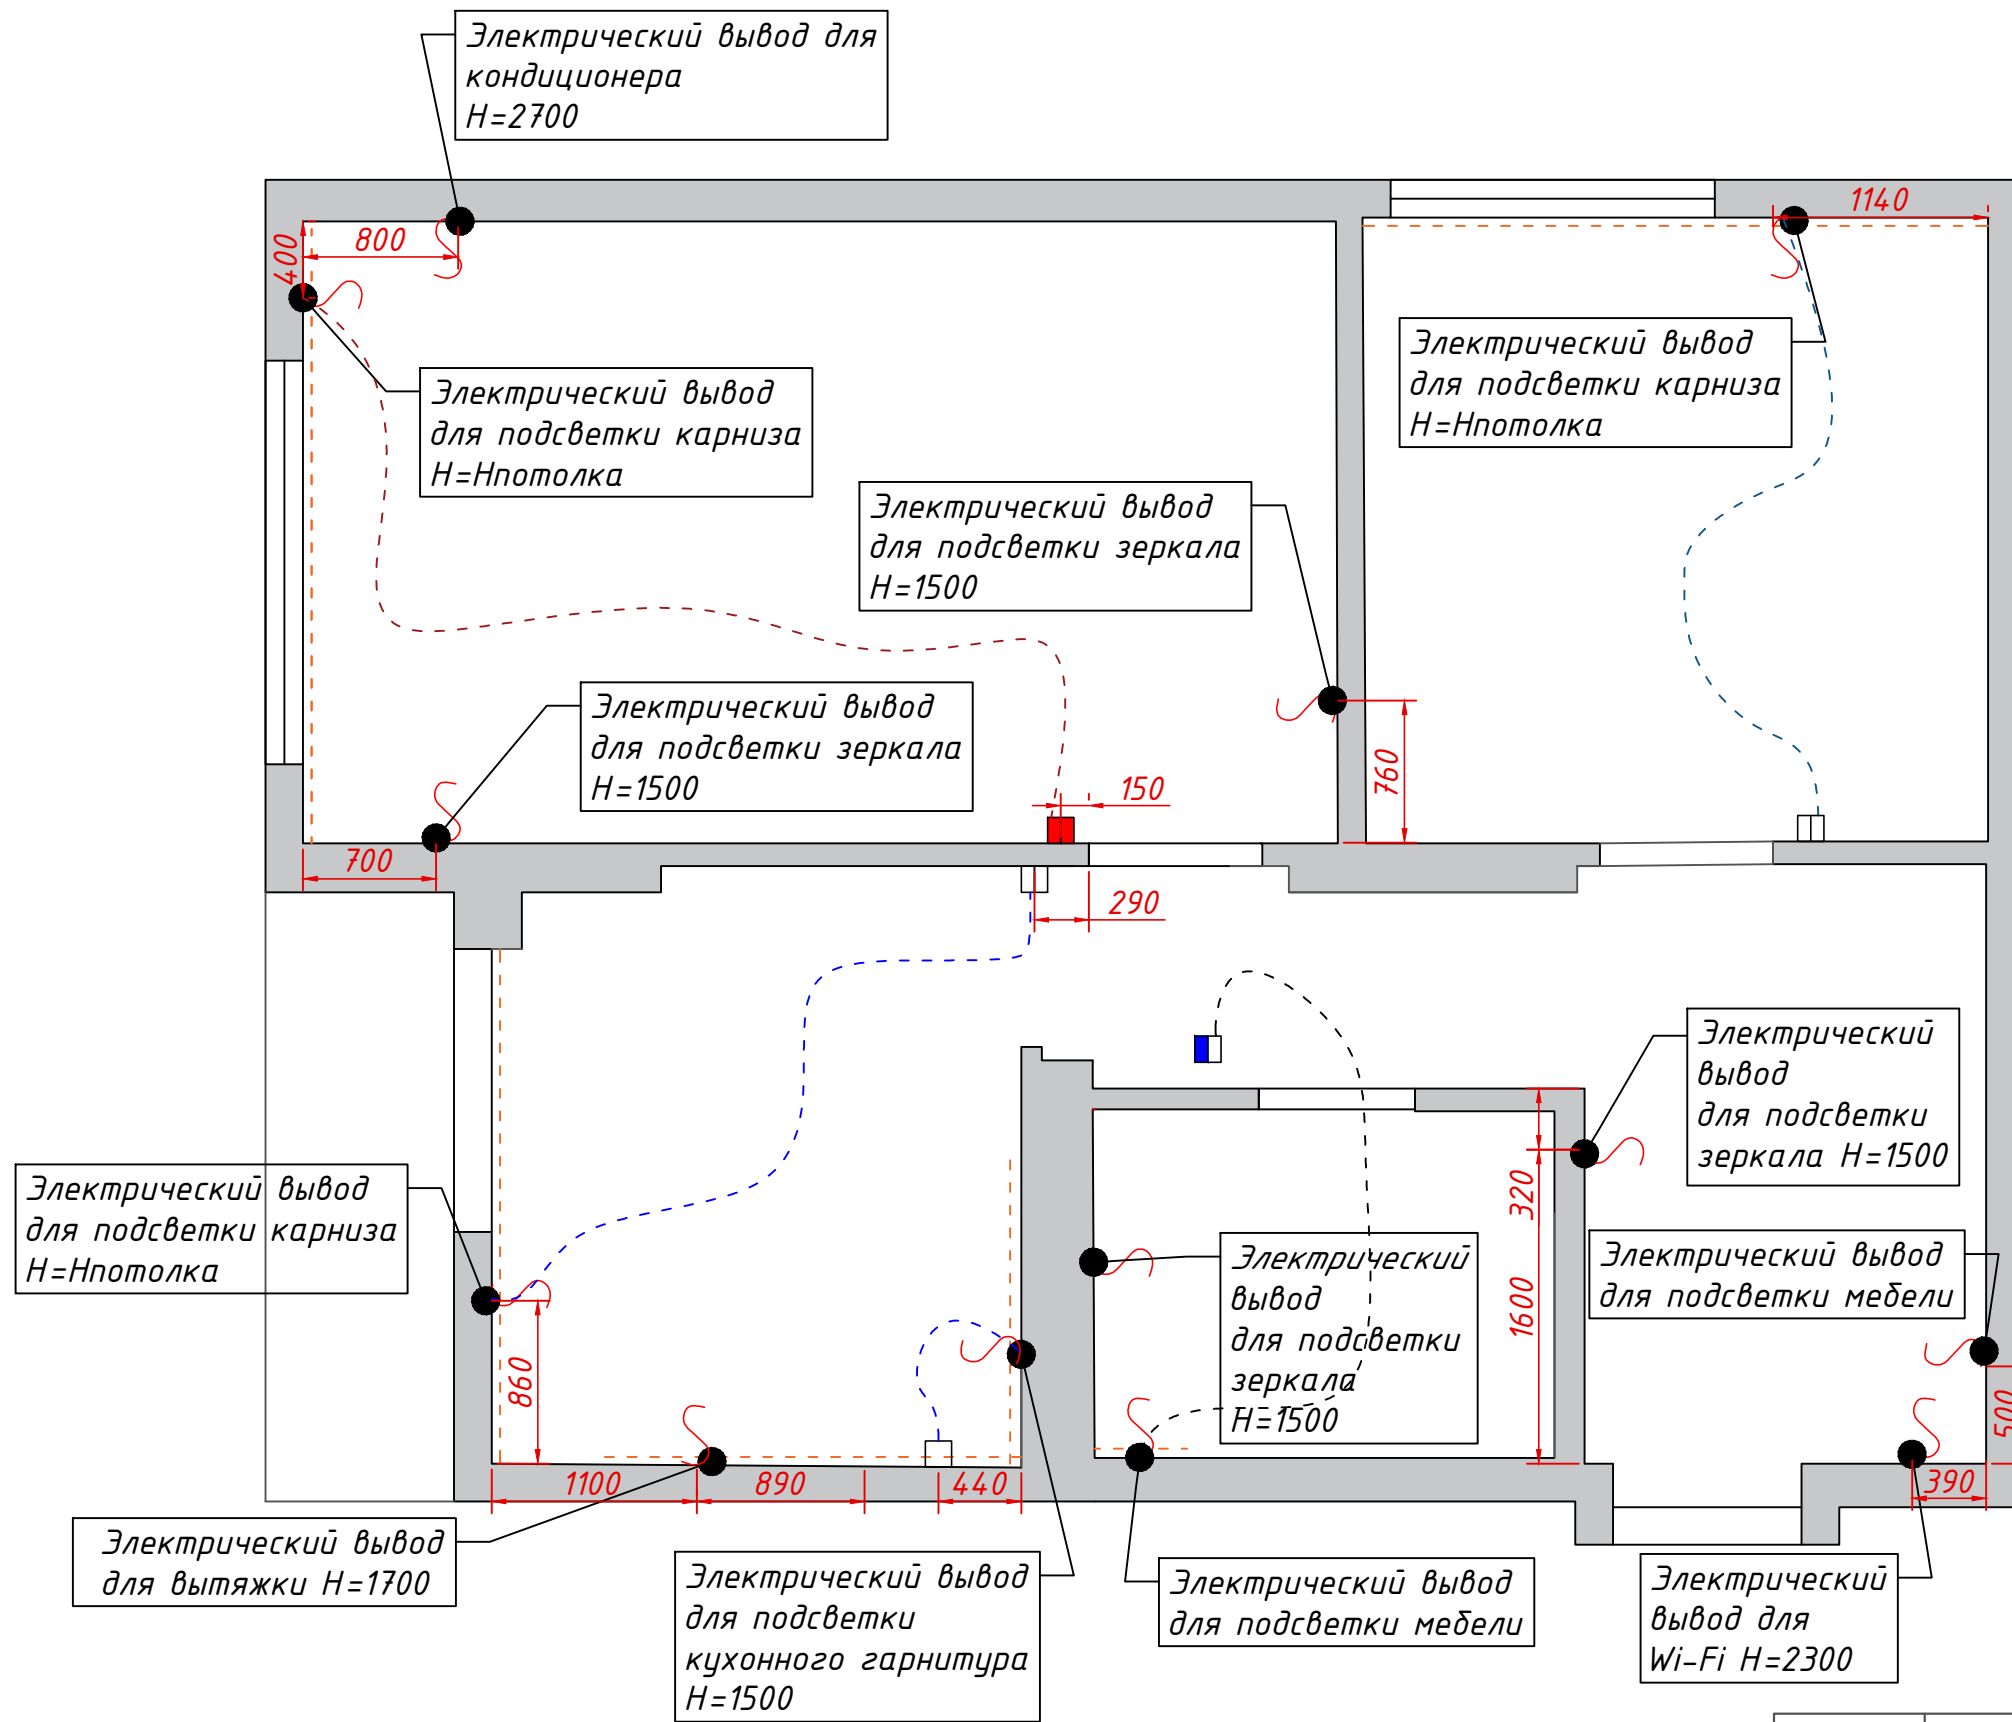 Электрический вывод для
кондиционера
H=2700
1140
800
400
Электрический вывод
для подсветки карниза
H=Hпотолка
Электрический вывод
для подсветки карниза
H=Hпотолка
Электрический вывод
для подсветки зеркала
H=1500
Электрический вывод
для подсветки зеркала
H=1500
760
150
700
290
Электрический
вывод
для подсветки
зеркала H=1500
Электрический вывод
для подсветки карниза
H=Hпотолка
320
Электрический
вывод
для подсветки
зеркала
H=1500
Электрический вывод
для подсветки мебели
1600
860
500
1100
890
440
390
Электрический вывод
для вытяжки H=1700
Электрический вывод
для подсветки
кухонного гарнитура
H=1500
Электрический вывод
для подсветки мебели
Электрический
вывод для
Wi-Fi H=2300